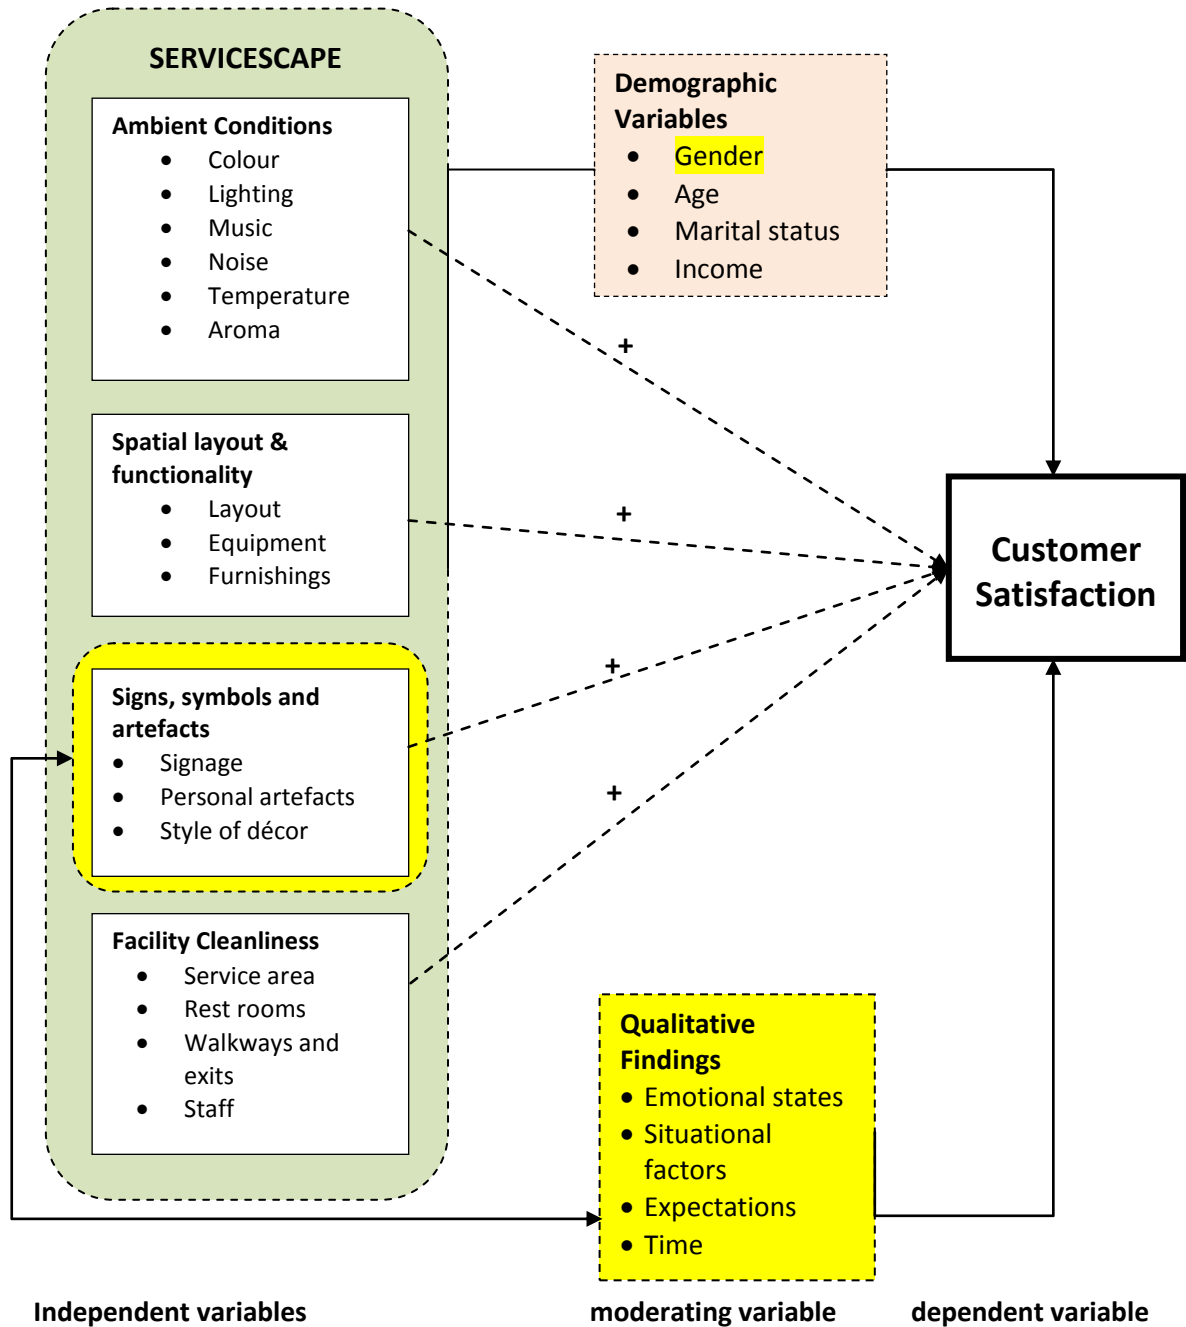 SERVICESCAPE
Ambient Conditions
• Colour
• Lighting
• Music
• Noise
• Temperature
• Aroma
Spatial layout &
functionality
• Layout
• Equipment
• Furnishings
Signs, symbols and
artefacts
• Signage
• Personal artefacts
• Style of décor
Facility Cleanliness
• Service area
• Rest rooms
• Walkways and
exits
• Staff
Demographic
Variables
• Gender
• Age
• Marital status
• Income
+
+
+
+
Customer
Satisfaction
Qualitative
Findings
• Emotional states
• Situational
factors
• Expectations
• Time
Independent variables
moderating variable
dependent variable